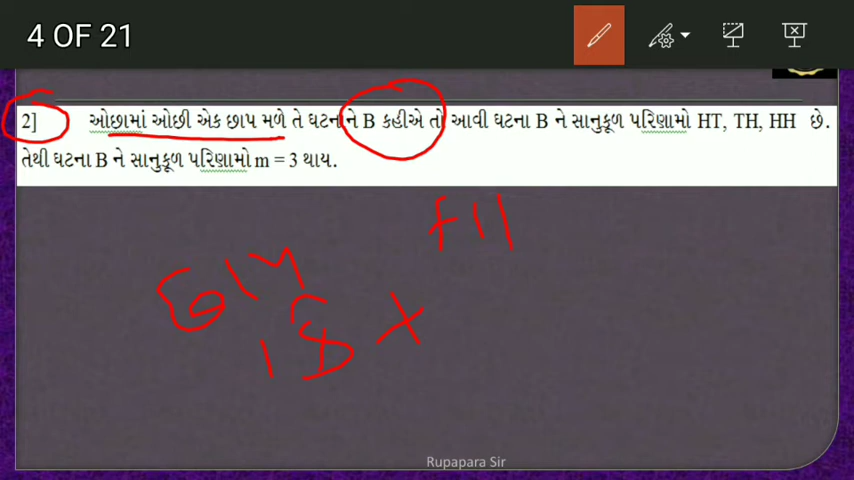 4 OF 21
2] ઓછામાં ઓછી એક છાપ મળે તે ઘટનાને B કહીએ તો આવી ઘટના B ને સાનુકૂળ પરિણામો HT, TH, HH છે.
તેથી ઘટના B ને સાનુકૂળ પરિણામો m = 3 થાય.
છાપ
Rupapara Sir